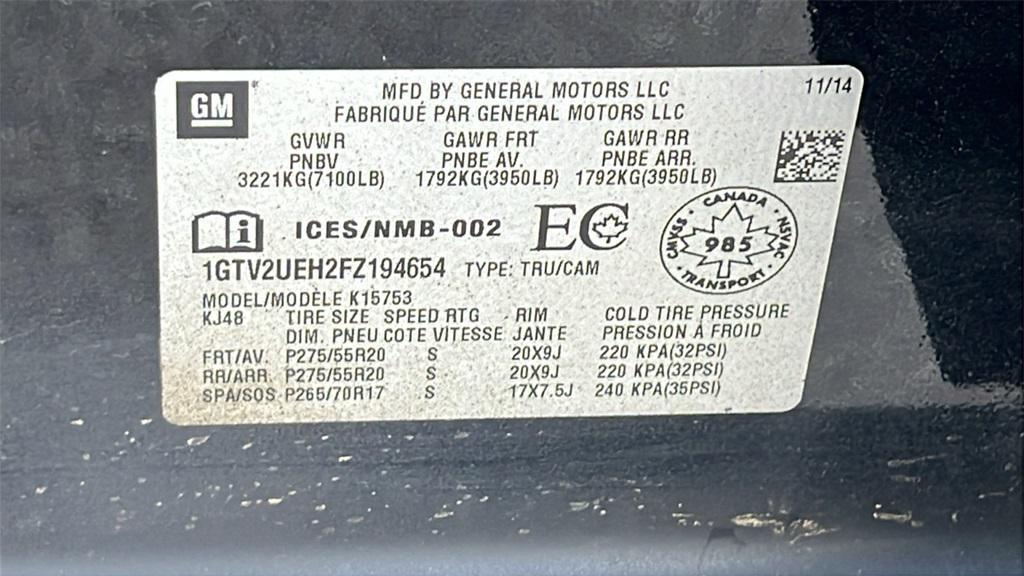 GM
MFD BY GENERAL MOTORS LLC
11/14
FABRIQUÉ PAR GENERAL MOTORS LLC
GVWR GAWR FRT GAWR RR
PNBV PNBE AV. PNBE ARR.
3221KG(7100LB) 1792KG(3950LB) 1792KG(3950LB)
ICES/NMB-002 EC
CANADA
CMVSS 985 NSVAC
TRANSPORT
1GTV2UEH2FZ194654 TYPE: TRU/CAM
MODEL/MODÈLE K15753
KJ48 TIRE SIZE SPEED RTG RIM COLD TIRE PRESSURE
DIM. PNEU COTE VITESSE JANTE PRESSION À FROID
FRT/AV. P275/55R20 S 20X9J 220 KPA(32PSI)
RR/ARR. P275/55R20 S 20X9J 220 KPA(32PSI)
SPA/SOS P265/70R17 S 17X7.5J 240 KPA(35PSI)